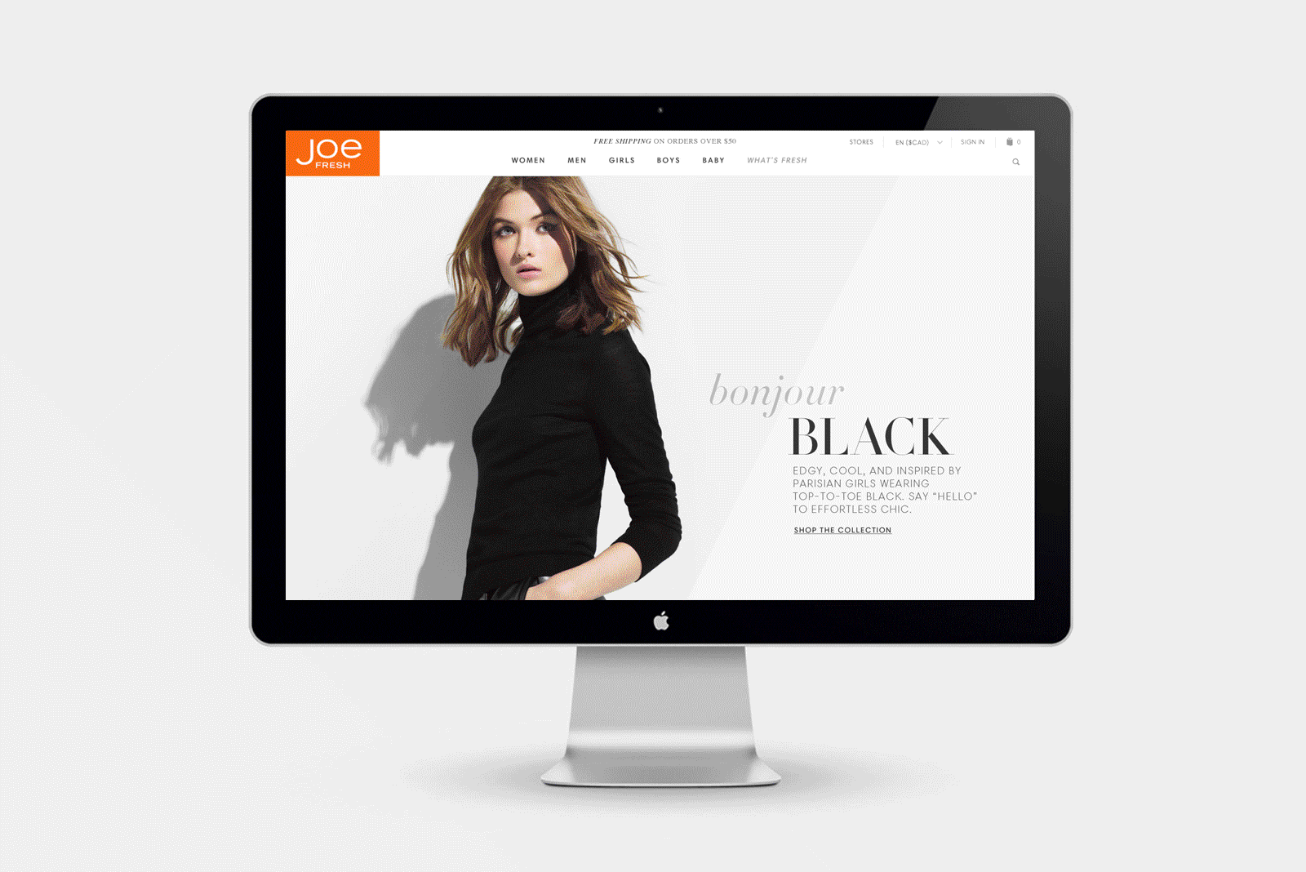 Joe
FRESH
FREE SHIPPING ON ORDERS OVER $50
STORES
EN ($CAD)
SIGN IN
0
WOMEN
MEN
GIRLS
BOYS
BABY
WHAT'S FRESH
bonjour
BLACK
EDGY, COOL, AND INSPIRED BY
PARISIAN GIRLS WEARING
TOP-TO-TOE BLACK. SAY “HELLO”
TO EFFORTLESS CHIC.
SHOP THE COLLECTION